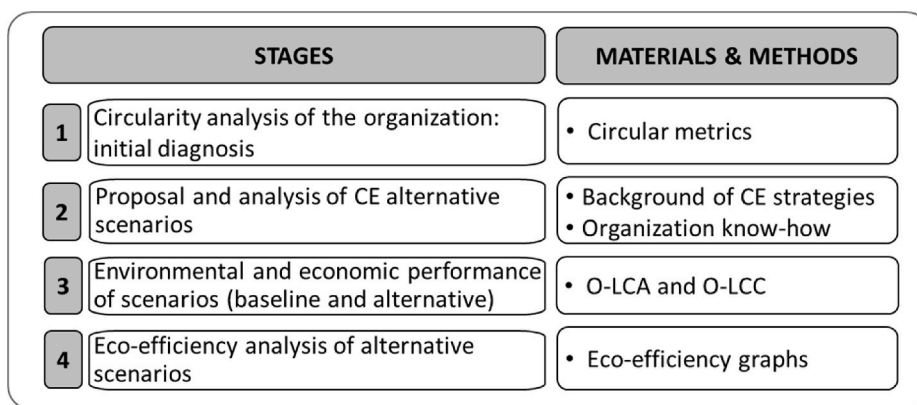 STAGES
MATERIALS & METHODS
1
Circularity analysis of the organization:
initial diagnosis
• Circular metrics
2
Proposal and analysis of CE alternative
scenarios
• Background of CE strategies
• Organization know-how
3
Environmental and economic performance
of scenarios (baseline and alternative)
• O-LCA and O-LCC
4
Eco-efficiency analysis of alternative
scenarios
• Eco-efficiency graphs